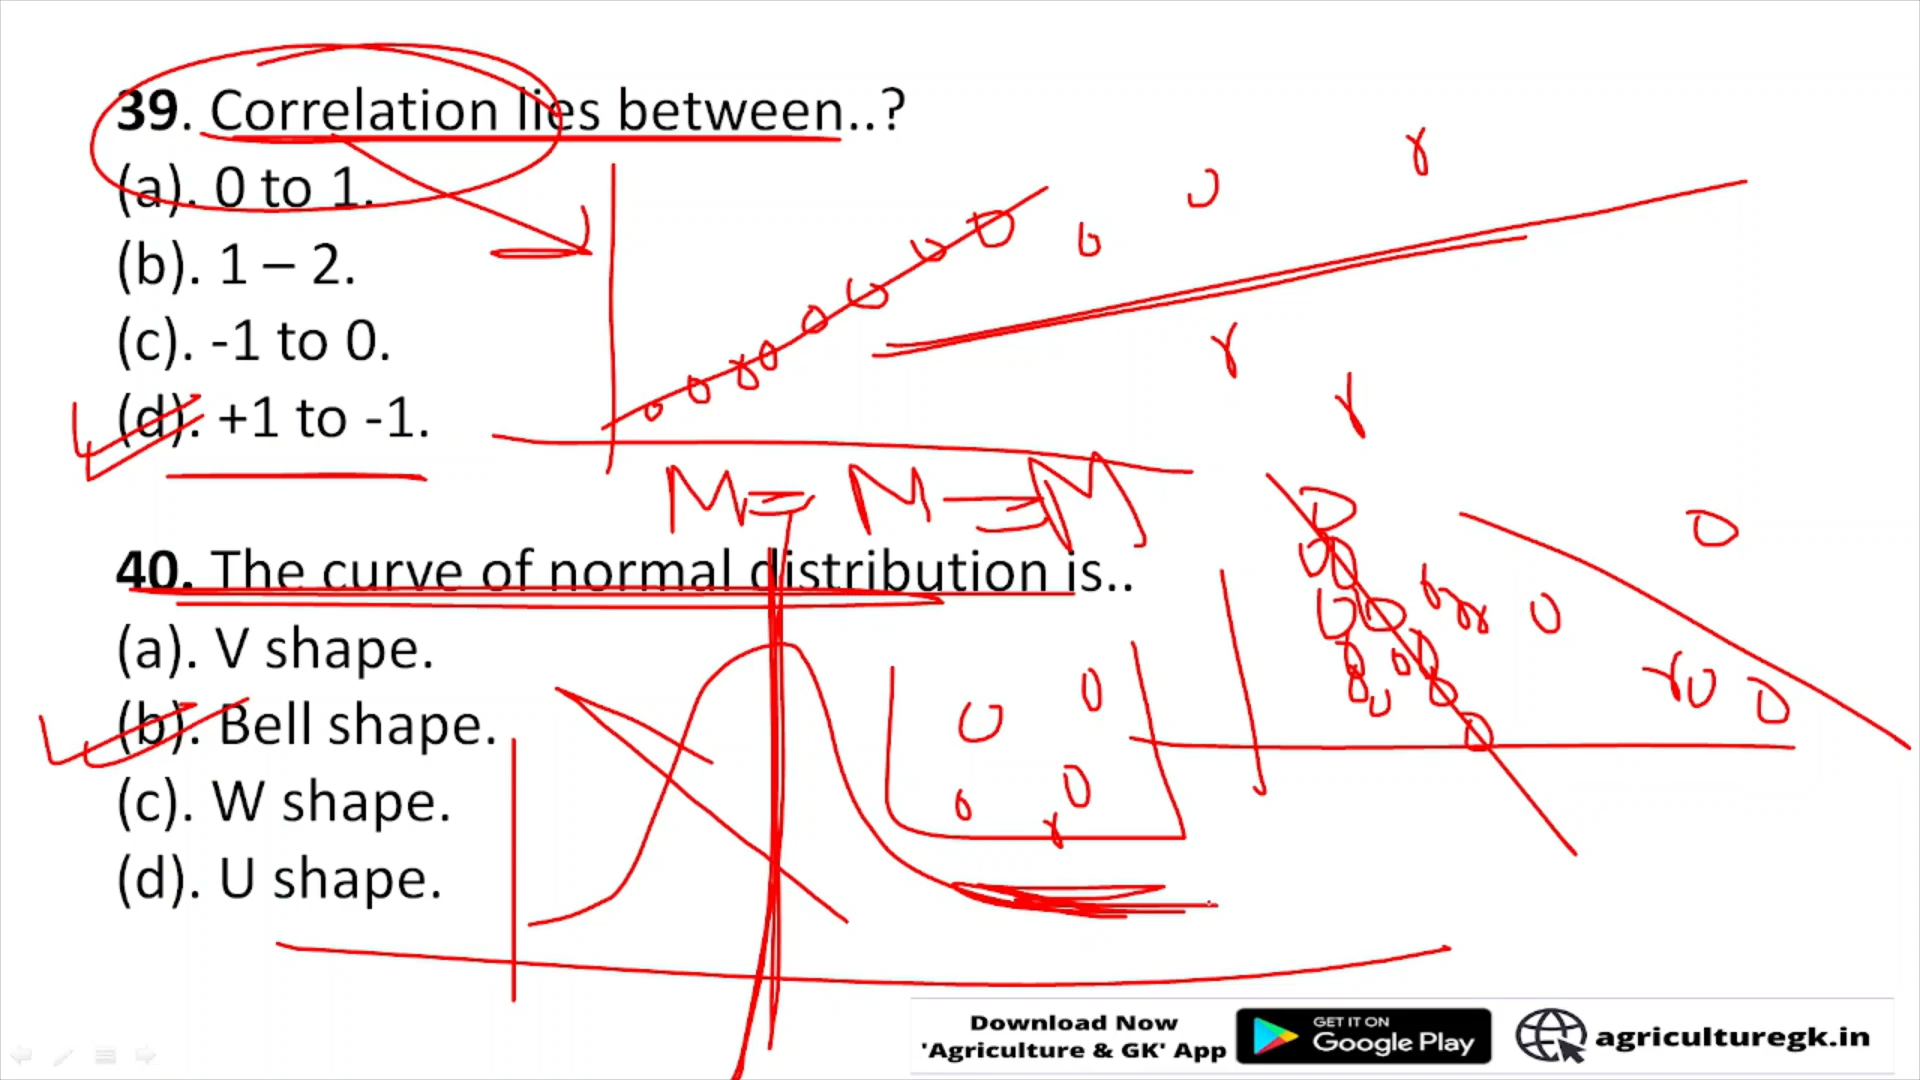 39. Correlation lies between..?
(a). 0 to 1.
(b). 1 – 2.
(c). -1 to 0.
(d). +1 to -1.
M = M = M
40. The curve of normal distribution is..
(a). V shape.
(b). Bell shape.
(c). W shape.
(d). U shape.
Download Now
'Agriculture & GK' App
GET IT ON
Google Play
agriculturegk.in